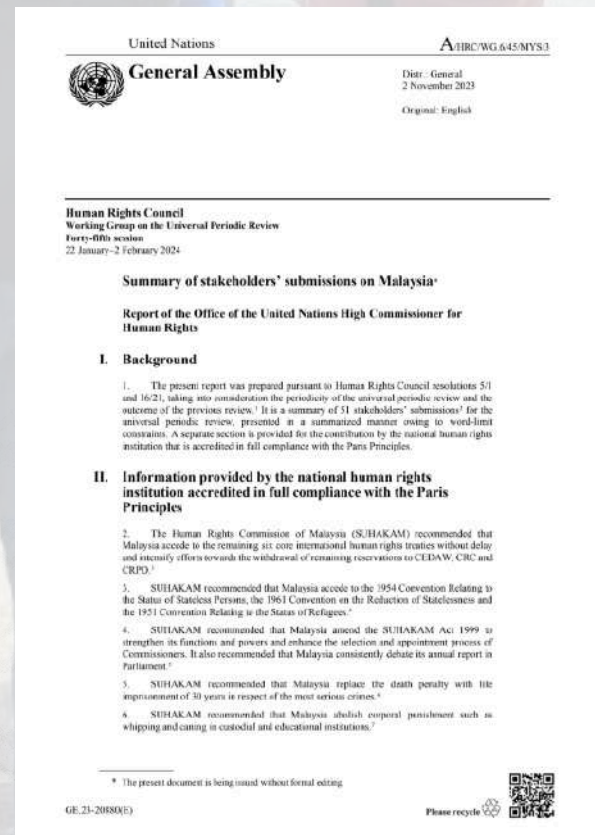 United Nations
A/HRC/WG.6/45/MYS/3
General Assembly
Distr.: General
2 November 2023
Original: English
Human Rights Council
Working Group on the Universal Periodic Review
Forty-fifth session
22 January–2 February 2024
Summary of stakeholders’ submissions on Malaysia*
Report of the Office of the United Nations High Commissioner for
Human Rights
I. Background
1. The present report was prepared pursuant to Human Rights Council resolutions 5/1
and 16/21, taking into consideration the periodicity of the universal periodic review and the
outcome of the previous review.1 It is a summary of 51 stakeholders’ submissions2 for the
universal periodic review, presented in a summarized manner owing to word-limit
constraints. A separate section is provided for the contribution by the national human rights
institution that is accredited in full compliance with the Paris Principles.
II. Information provided by the national human rights
institution accredited in full compliance with the Paris
Principles
2. The Human Rights Commission of Malaysia (SUHAKAM) recommended that
Malaysia accede to the remaining six core international human rights treaties without delay
and intensify efforts towards the withdrawal of remaining reservations to CEDAW, CRC and
CRPD.3
3. SUHAKAM recommended that Malaysia accede to the 1954 Convention Relating to
the Status of Stateless Persons, the 1961 Convention on the Reduction of Statelessness and
the 1951 Convention Relating to the Status of Refugees.4
4. SUHAKAM recommended that Malaysia amend the SUHAKAM Act 1999 to
strengthen its functions and powers and enhance the selection and appointment process of
Commissioners. It also recommended that Malaysia consistently debate its annual report in
Parliament.5
5. SUHAKAM recommended that Malaysia replace the death penalty with life
imprisonment of 30 years in respect of the most serious crimes.6
6. SUHAKAM recommended that Malaysia abolish corporal punishment such as
whipping and caning in custodial and educational institutions.7
* The present document is being issued without formal editing.
GE.23-20880(E)
Please recycle